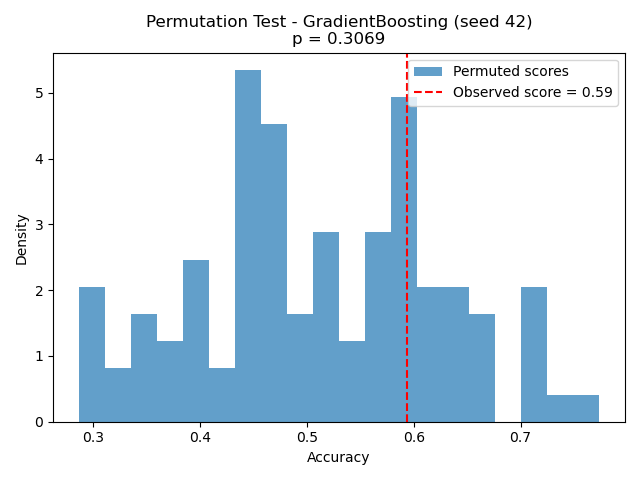 Permutation Test - GradientBoosting (seed 42)
p = 0.3069
Permuted scores
Observed score = 0.59
Density
5
4
3
2
1
0
0.3 0.4 0.5 0.6 0.7
Accuracy